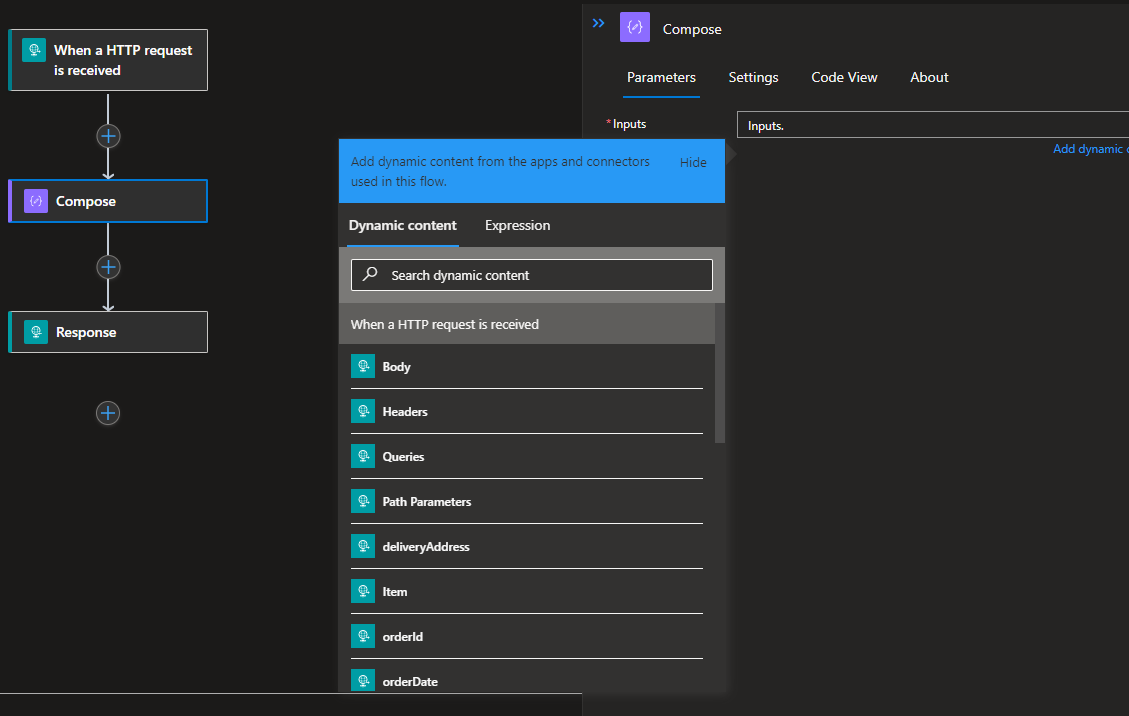 When a HTTP request
is received
Compose
Response
Compose
Parameters Settings Code View About
*Inputs
Inputs.
Add dynamic
Add dynamic content from the apps and connectors
used in this flow.
Hide
Dynamic content Expression
Search dynamic content
When a HTTP request is received
Body
Headers
Queries
Path Parameters
deliveryAddress
Item
orderId
orderDate